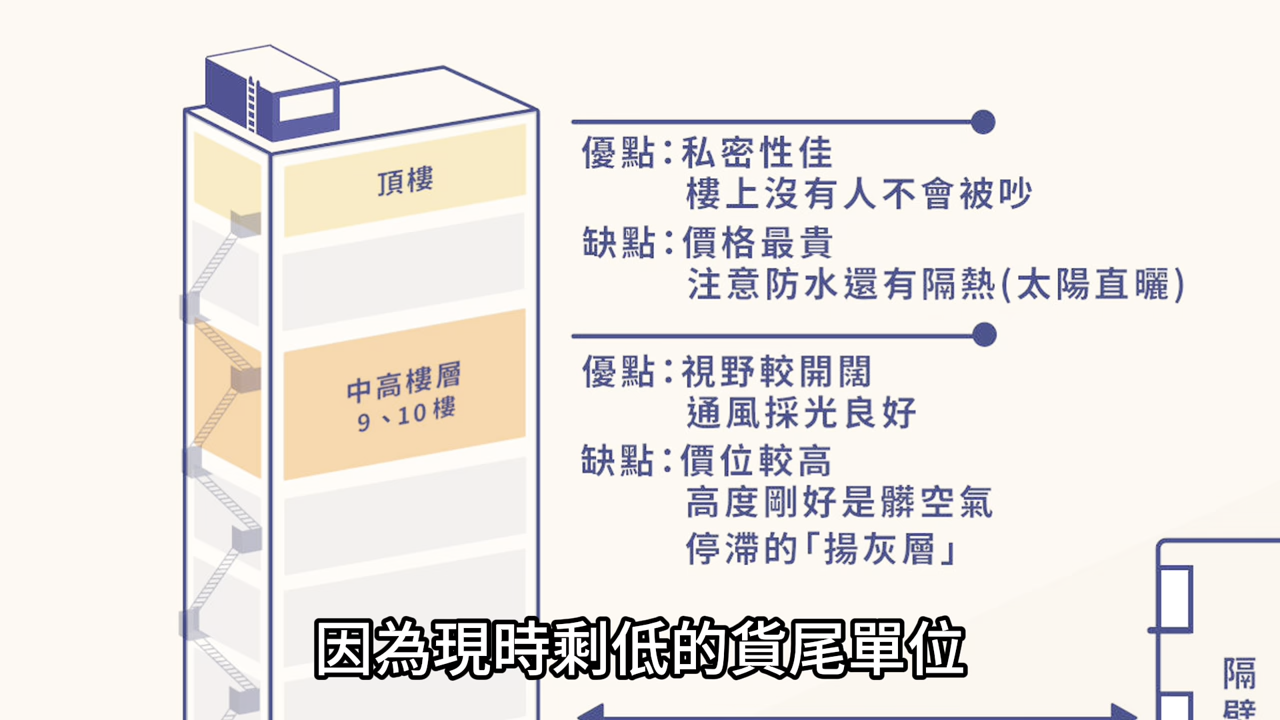 頂樓
優點：私密性佳
樓上沒有人不會被吵
缺點：價格最貴
注意防水還有隔熱(太陽直曬)
中高樓層
9、10樓
優點：視野較開闊
通風採光良好
缺點：價位較高
高度剛好是髒空氣
停滯的「揚灰層」
因為現時剩低的貨尾單位
隔
壁